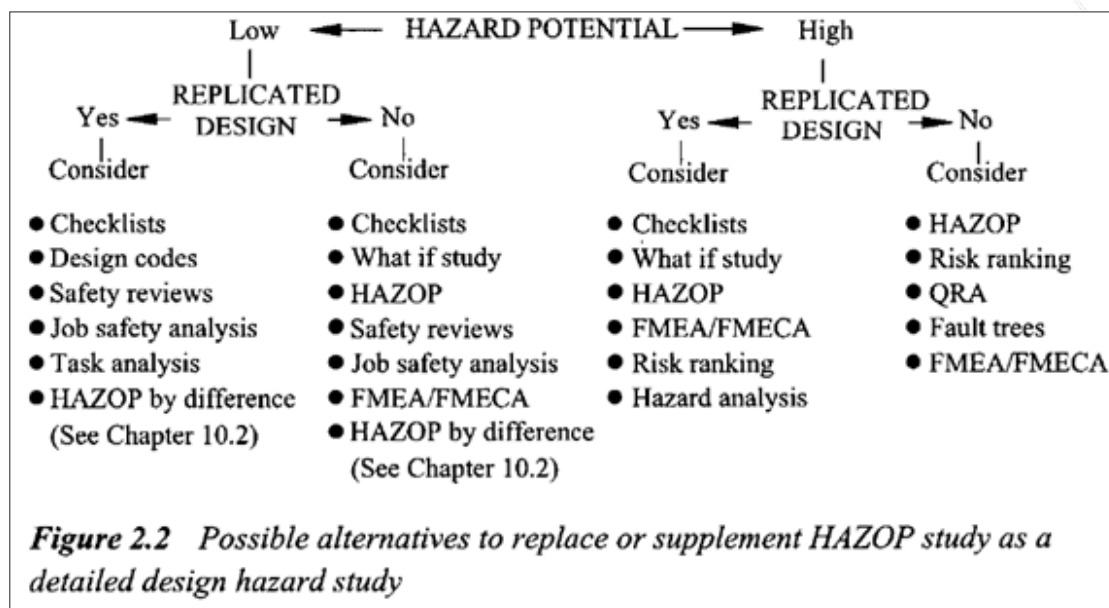 Low HAZARD POTENTIAL High
REPLICATED DESIGN
Yes No
Consider Consider
● Checklists
● Design codes
● Safety reviews
● Job safety analysis
● Task analysis
● HAZOP by difference
(See Chapter 10.2)
● Checklists
● What if study
● HAZOP
● Safety reviews
● Job safety analysis
● FMEA/FMECA
● HAZOP by difference
(See Chapter 10.2)
REPLICATED DESIGN
Yes No
Consider Consider
● Checklists
● What if study
● HAZOP
● FMEA/FMECA
● Risk ranking
● Hazard analysis
● HAZOP
● Risk ranking
● QRA
● Fault trees
● FMEA/FMECA
Figure 2.2 Possible alternatives to replace or supplement HAZOP study as a
detailed design hazard study